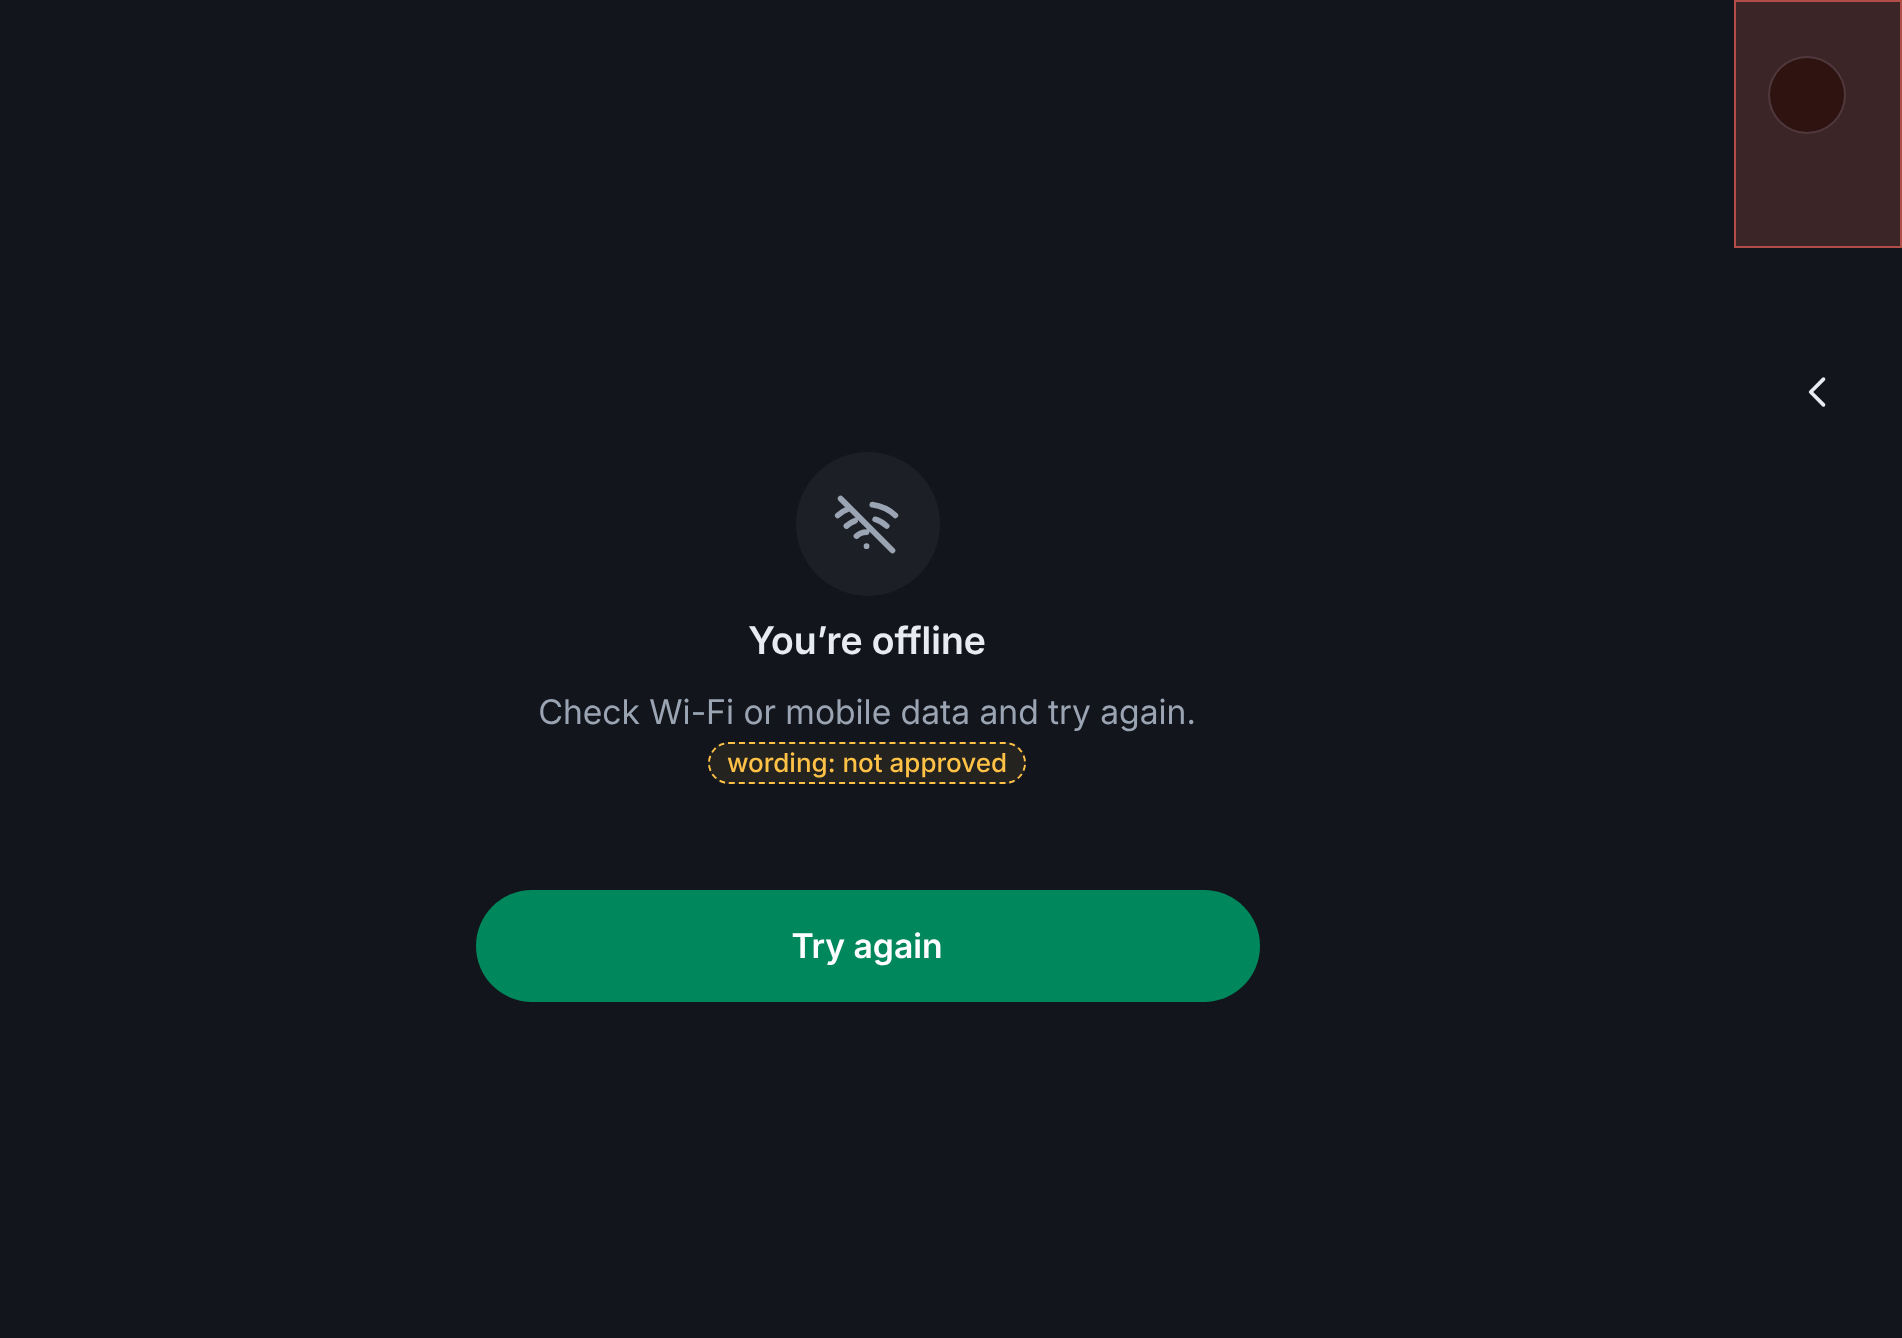 You’re offline
Check Wi-Fi or mobile data and try again.
wording: not approved
Try again